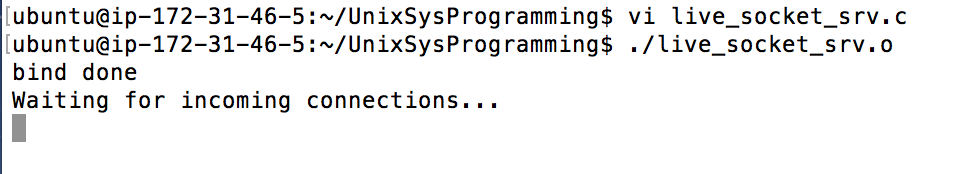 [ubuntu@ip-172-31-46-5:~/UnixSysProgramming$ vi live_socket_srv.c
[ubuntu@ip-172-31-46-5:~/UnixSysProgramming$ ./live_socket_srv.o
bind done
Waiting for incoming connections...